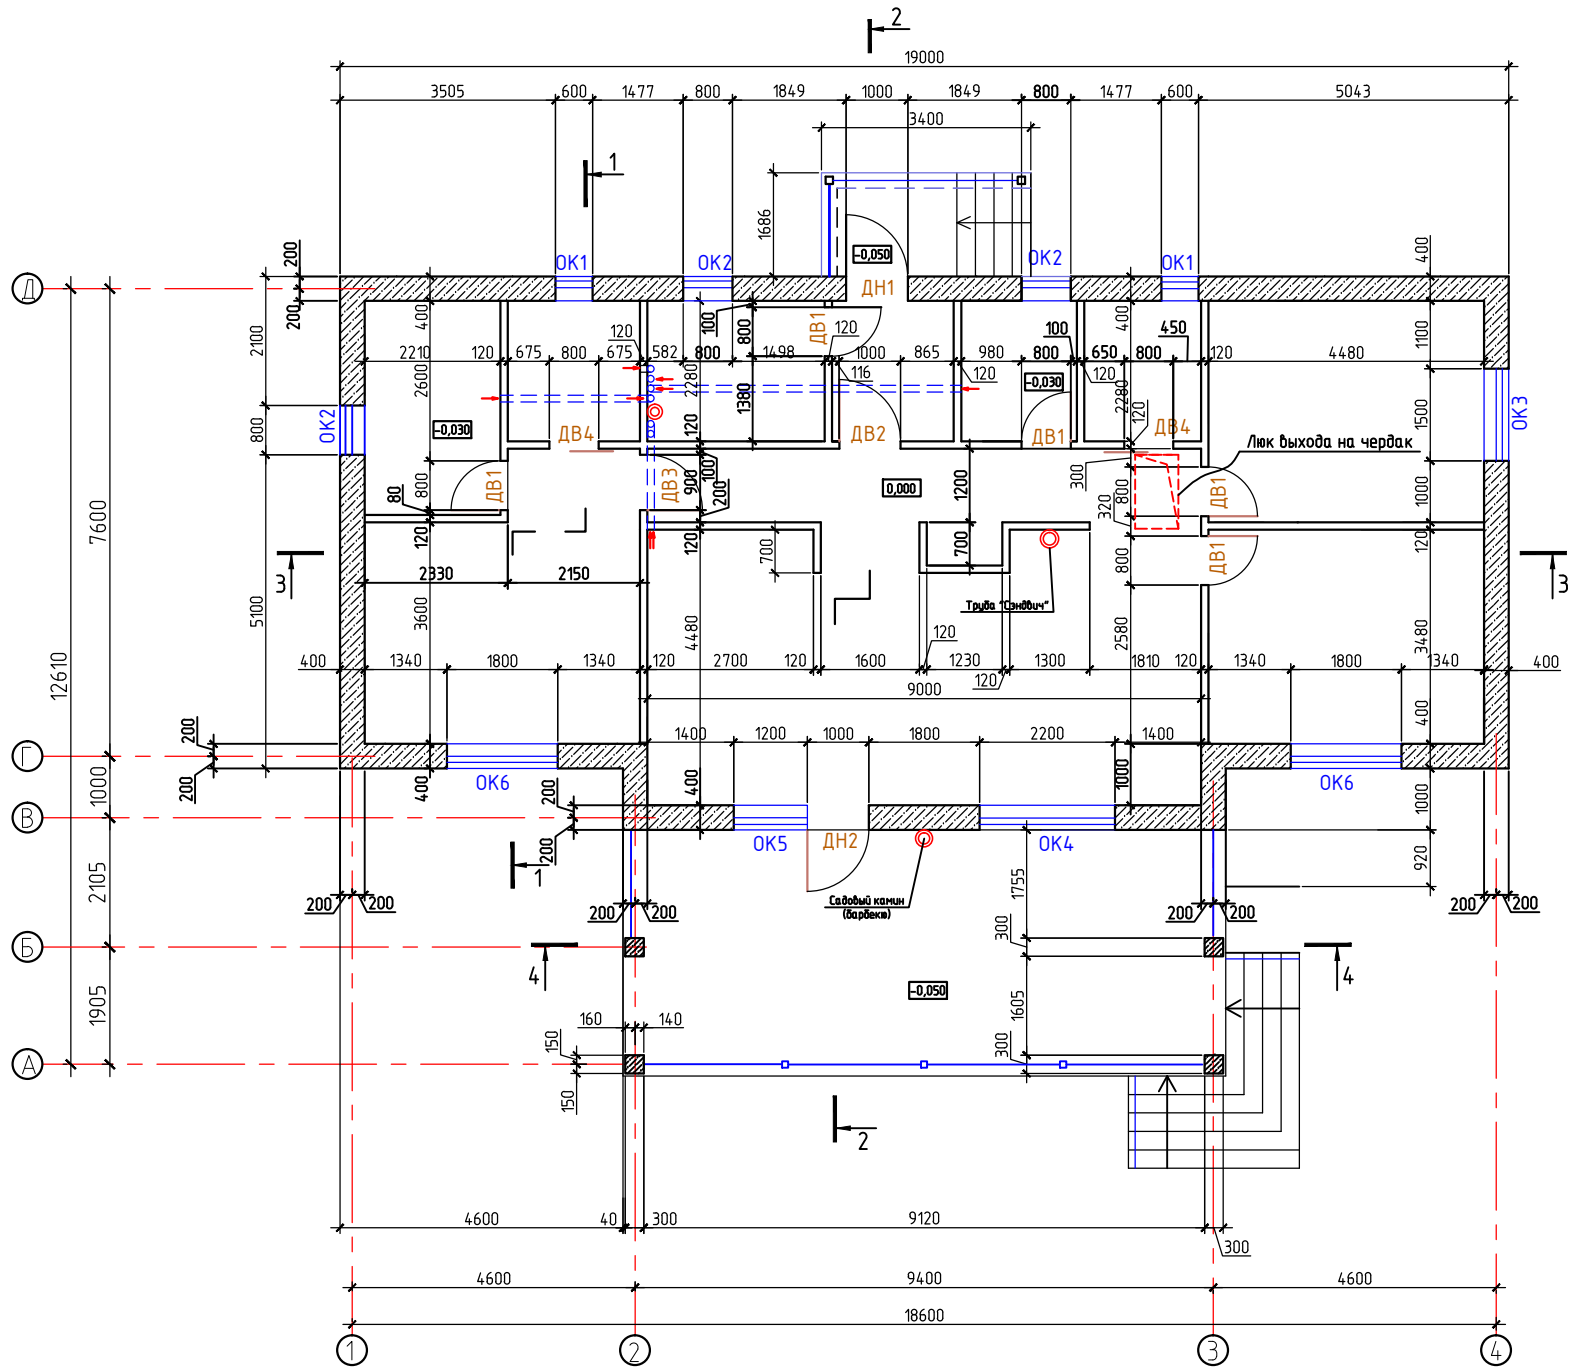 2
19000
3505 600 1477 800 1849 1000 1849 800 1477 600 5043
3400
1
1686
200
400
ОК1 ОК2 -0,050 ОК2 ОК1
Д
ДН1
200 400 100 800 ДВ1 120 120 100 400 450 1100
2100
2210 120 675 800 675 582 800 1498 1000 865 980 800 650 800 120 4480
2600 2280 116 120 -0,030 120 2280
1380
ОК2 800 -0,030 ДВ4 120 ДВ2 ДВ1 120 ДВ4 1500 ОК3
Люк выхода на чердак
80 800 ДВ1 900 ДВ3 100 200 0,000 1200 300 800 ДВ1 1000
7600
120 120 320 120
700 700 800 ДВ1
3 3
2330 2150
Труба "Сэндвич"
5100 3600 4480 2580 3480
12610
400 1340 1800 1340 120 2700 120 1600 120 1230 1300 1810 120 1340 1800 1340 400
120
9000
200 1400 1200 1000 1800 2200 1400 400
Г
200 400 ОК6 200 400 1000 ОК6
1000 1000
В
200 ОК5 ДН2 ОК4
920
2105 1 1755
200 200 200 200 Садовый камин 200 200 200 200
(барбекю)
Б
4 300 4
1905 -0,050 1605
160 140
150 300
А
150
2
4600 40 300 9120
300
4600 9400 4600
18600
1 2 3 4